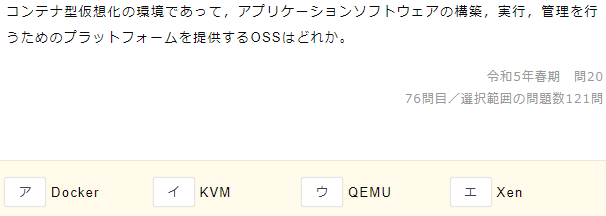 コンテナ型仮想化の環境であって，アプリケーションソフトウェアの構築，実行，管理を行
うためのプラットフォームを提供するOSSはどれか。
令和5年春期　問20
76問目／選択範囲の問題数121問
ア Docker イ KVM ウ QEMU エ Xen